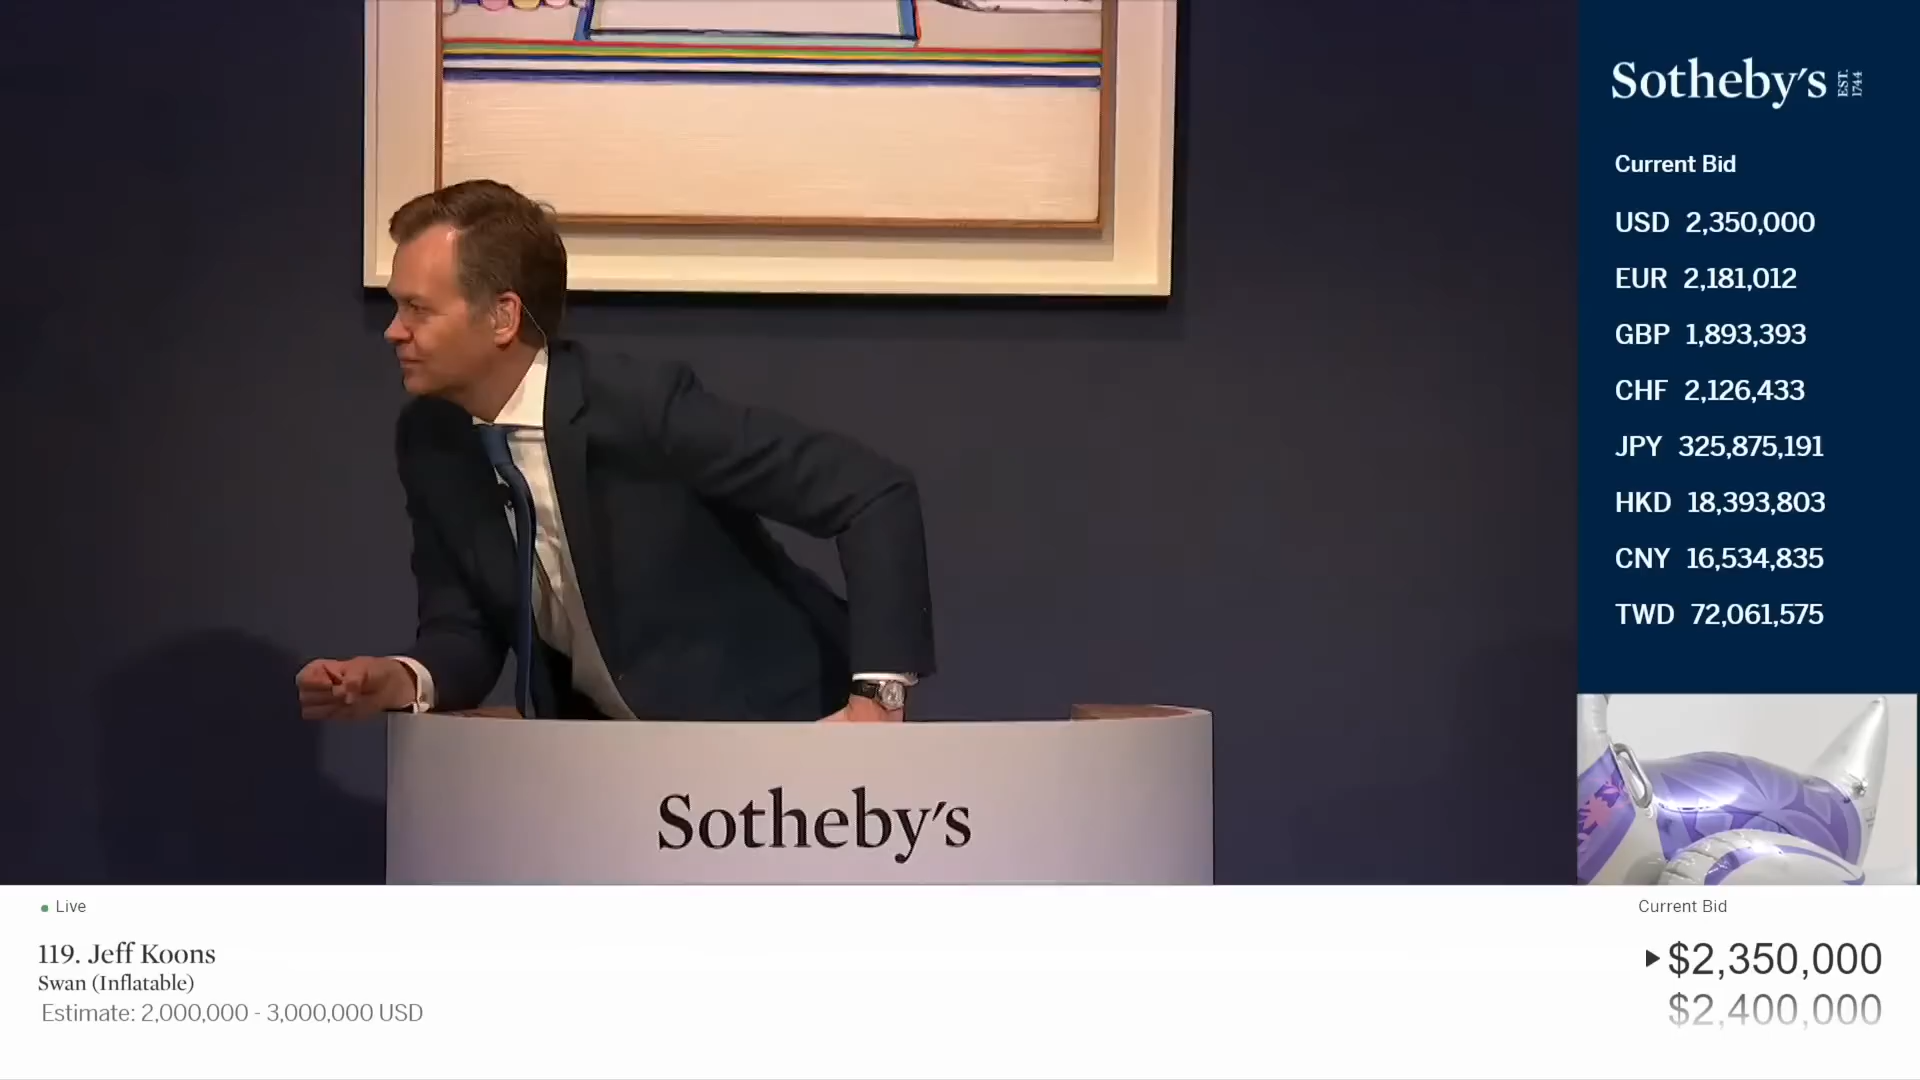 Sotheby's EST. 1744
Current Bid
USD 2,350,000
EUR 2,181,012
GBP 1,893,393
CHF 2,126,433
JPY 325,875,191
HKD 18,393,803
CNY 16,534,835
TWD 72,061,575
Sotheby's
Live
119. Jeff Koons
Swan (Inflatable)
Estimate: 2,000,000 - 3,000,000 USD
Current Bid
$2,350,000
$2,400,000